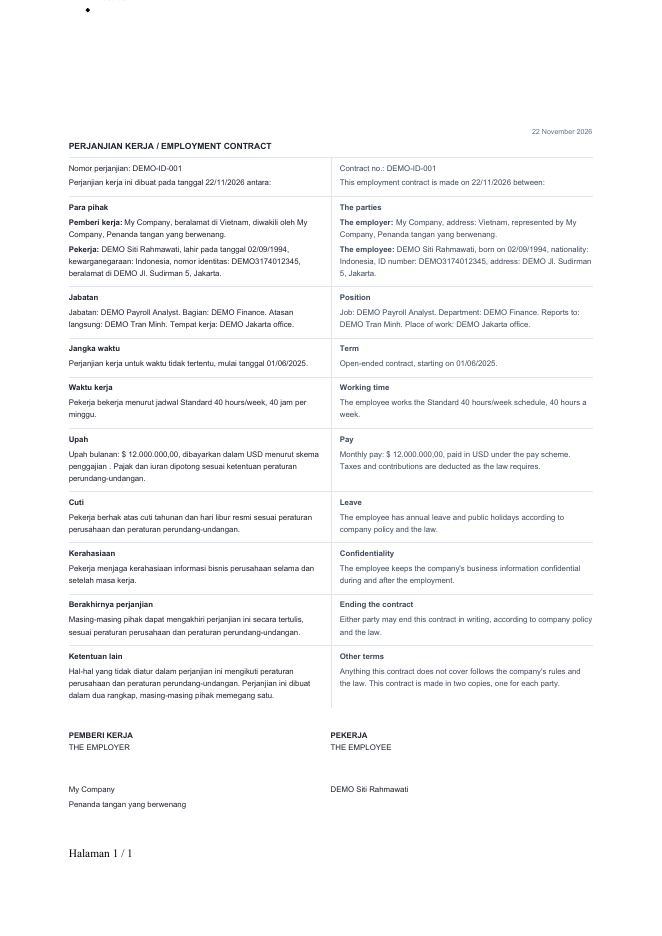 22 November 2026
PERJANJIAN KERJA / EMPLOYMENT CONTRACT
Nomor perjanjian: DEMO-ID-001
Perjanjian kerja ini dibuat pada tanggal 22/11/2026 antara:
Contract no.: DEMO-ID-001
This employment contract is made on 22/11/2026 between:
Para pihak
Pemberi kerja: My Company, beralamat di Vietnam, diwakili oleh My
Company, Penanda tangan yang berwenang.
Pekerja: DEMO Siti Rahmawati, lahir pada tanggal 02/09/1994,
kewarganegaraan: Indonesia, nomor identitas: DEMO3174012345,
beralamat di DEMO Jl. Sudirman 5, Jakarta.
The parties
The employer: My Company, address: Vietnam, represented by My
Company, Penanda tangan yang berwenang.
The employee: DEMO Siti Rahmawati, born on 02/09/1994, nationality:
Indonesia, ID number: DEMO3174012345, address: DEMO Jl. Sudirman
5, Jakarta.
Jabatan
Jabatan: DEMO Payroll Analyst. Bagian: DEMO Finance. Atasan
langsung: DEMO Tran Minh. Tempat kerja: DEMO Jakarta office.
Position
Job: DEMO Payroll Analyst. Department: DEMO Finance. Reports to:
DEMO Tran Minh. Place of work: DEMO Jakarta office.
Jangka waktu
Perjanjian kerja untuk waktu tidak tertentu, mulai tanggal 01/06/2025.
Term
Open-ended contract, starting on 01/06/2025.
Waktu kerja
Pekerja bekerja menurut jadwal Standard 40 hours/week, 40 jam per
minggu.
Working time
The employee works the Standard 40 hours/week schedule, 40 hours a
week.
Upah
Upah bulanan: $ 12.000.000,00, dibayarkan dalam USD menurut skema
penggajian . Pajak dan iuran dipotong sesuai ketentuan peraturan
perundang-undangan.
Pay
Monthly pay: $ 12.000.000,00, paid in USD under the pay scheme.
Taxes and contributions are deducted as the law requires.
Cuti
Pekerja berhak atas cuti tahunan dan hari libur resmi sesuai peraturan
perusahaan dan peraturan perundang-undangan.
Leave
The employee has annual leave and public holidays according to
company policy and the law.
Kerahasiaan
Pekerja menjaga kerahasiaan informasi bisnis perusahaan selama dan
setelah masa kerja.
Confidentiality
The employee keeps the company's business information confidential
during and after the employment.
Berakhirnya perjanjian
Masing-masing pihak dapat mengakhiri perjanjian ini secara tertulis,
sesuai peraturan perusahaan dan peraturan perundang-undangan.
Ending the contract
Either party may end this contract in writing, according to company policy
and the law.
Ketentuan lain
Hal-hal yang tidak diatur dalam perjanjian ini mengikuti peraturan
perusahaan dan peraturan perundang-undangan. Perjanjian ini dibuat
dalam dua rangkap, masing-masing pihak memegang satu.
Other terms
Anything this contract does not cover follows the company's rules and
the law. This contract is made in two copies, one for each party.
PEMBERI KERJA
THE EMPLOYER
PEKERJA
THE EMPLOYEE
My Company
Penanda tangan yang berwenang
DEMO Siti Rahmawati
Halaman 1 / 1